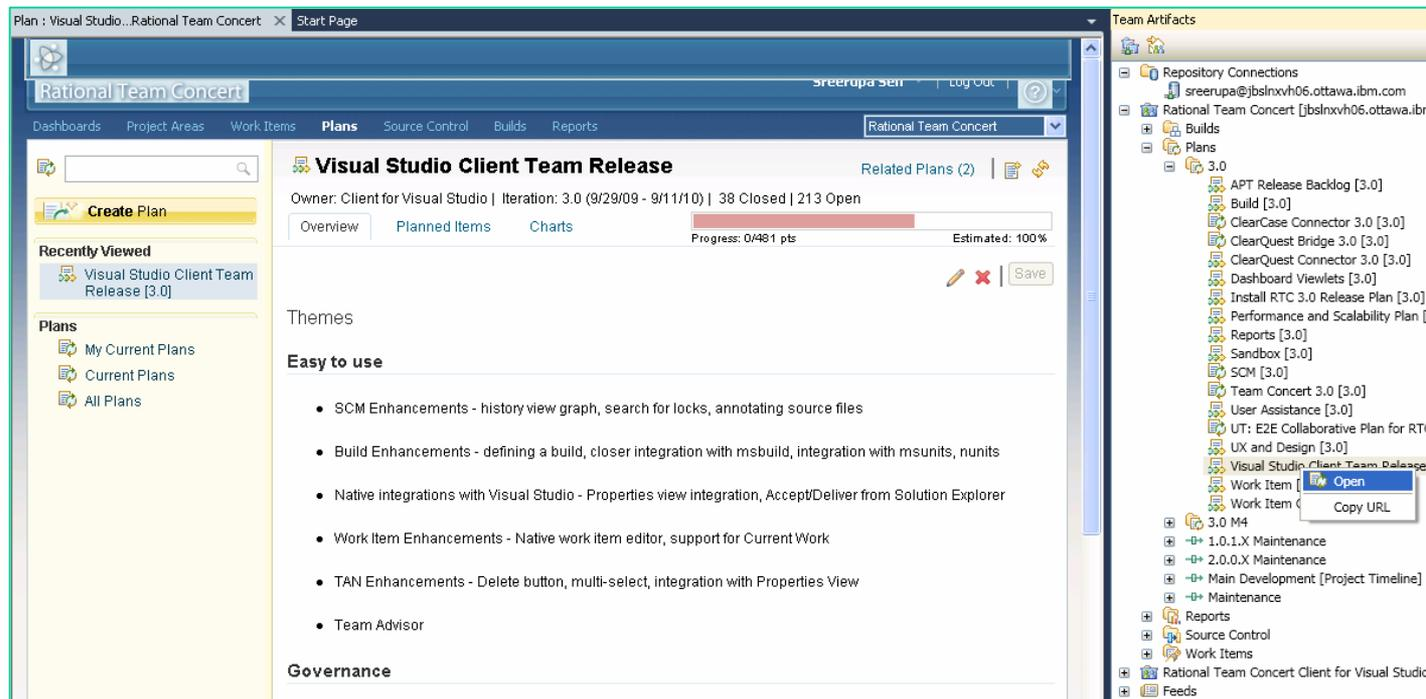 Plan : Visual Studio...Rational Team Concert
Start Page
Rational Team Concert
Sreerupa Sen | Log Out |
Dashboards Project Areas Work Items Plans Source Control Builds Reports
Rational Team Concert
Create Plan
Recently Viewed
Visual Studio Client Team
Release [3.0]
Plans
My Current Plans
Current Plans
All Plans
Visual Studio Client Team Release
Related Plans (2)
Owner: Client for Visual Studio | Iteration: 3.0 (9/29/09 - 9/11/10) | 38 Closed | 213 Open
Overview Planned Items Charts
Progress: 0/481 pts Estimated: 100%
Save
Themes
Easy to use
SCM Enhancements - history view graph, search for locks, annotating source files
Build Enhancements - defining a build, closer integration with msbuild, integration with msunits, nunits
Native integrations with Visual Studio - Properties view integration, Accept/Deliver from Solution Explorer
Work Item Enhancements - Native work item editor, support for Current Work
TAN Enhancements - Delete button, multi-select, integration with Properties View
Team Advisor
Governance
Team Artifacts
Repository Connections
sreerupa@jbslnxvh06.ottawa.ibm.com
Rational Team Concert [jbslnxvh06.ottawa.ibm
Builds
Plans
3.0
APT Release Backlog [3.0]
Build [3.0]
ClearCase Connector 3.0 [3.0]
ClearQuest Bridge 3.0 [3.0]
ClearQuest Connector 3.0 [3.0]
Dashboard Viewlets [3.0]
Install RTC 3.0 Release Plan [3.0]
Performance and Scalability Plan [
Reports [3.0]
Sandbox [3.0]
SCM [3.0]
Team Concert 3.0 [3.0]
User Assistance [3.0]
UT: E2E Collaborative Plan for RTC
UX and Design [3.0]
Visual Studio Client Team Release
Work Item [
Open
Work Item
Copy URL
3.0 M4
1.0.1.X Maintenance
2.0.0.X Maintenance
Main Development [Project Timeline]
Maintenance
Reports
Source Control
Work Items
Rational Team Concert Client for Visual Studio
Feeds